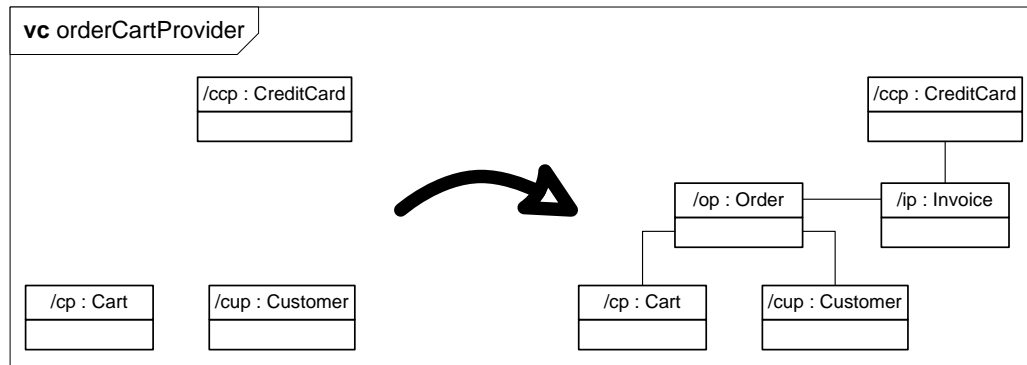 vc orderCartProvider
/ccp : CreditCard
/cp : Cart
/cup : Customer
/ccp : CreditCard
/op : Order
/ip : Invoice
/cp : Cart
/cup : Customer